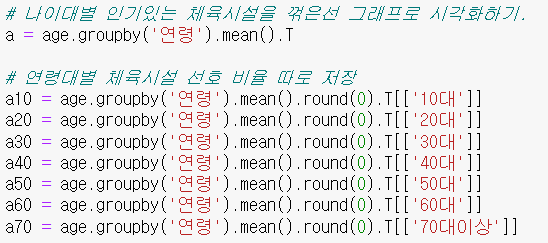 # 나이대별 인기있는 체육시설을 꺾은선 그래프로 시각화하기.
a = age.groupby('연령').mean().T

# 연령대별 체육시설 선호 비율 따로 저장
a10 = age.groupby('연령').mean().round(0).T[['10대']]
a20 = age.groupby('연령').mean().round(0).T[['20대']]
a30 = age.groupby('연령').mean().round(0).T[['30대']]
a40 = age.groupby('연령').mean().round(0).T[['40대']]
a50 = age.groupby('연령').mean().round(0).T[['50대']]
a60 = age.groupby('연령').mean().round(0).T[['60대']]
a70 = age.groupby('연령').mean().round(0).T[['70대이상']]